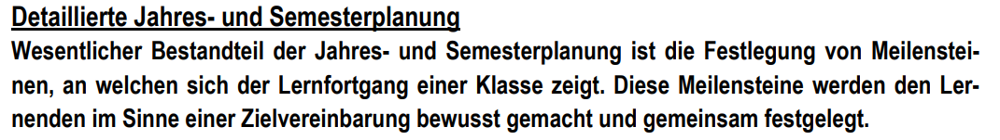 Detaillierte Jahres- und Semesterplanung
Wesentlicher Bestandteil der Jahres- und Semesterplanung ist die Festlegung von Meilenstei-
nen, an welchen sich der Lernfortgang einer Klasse zeigt. Diese Meilensteine werden den Ler-
nenden im Sinne einer Zielvereinbarung bewusst gemacht und gemeinsam festgelegt.